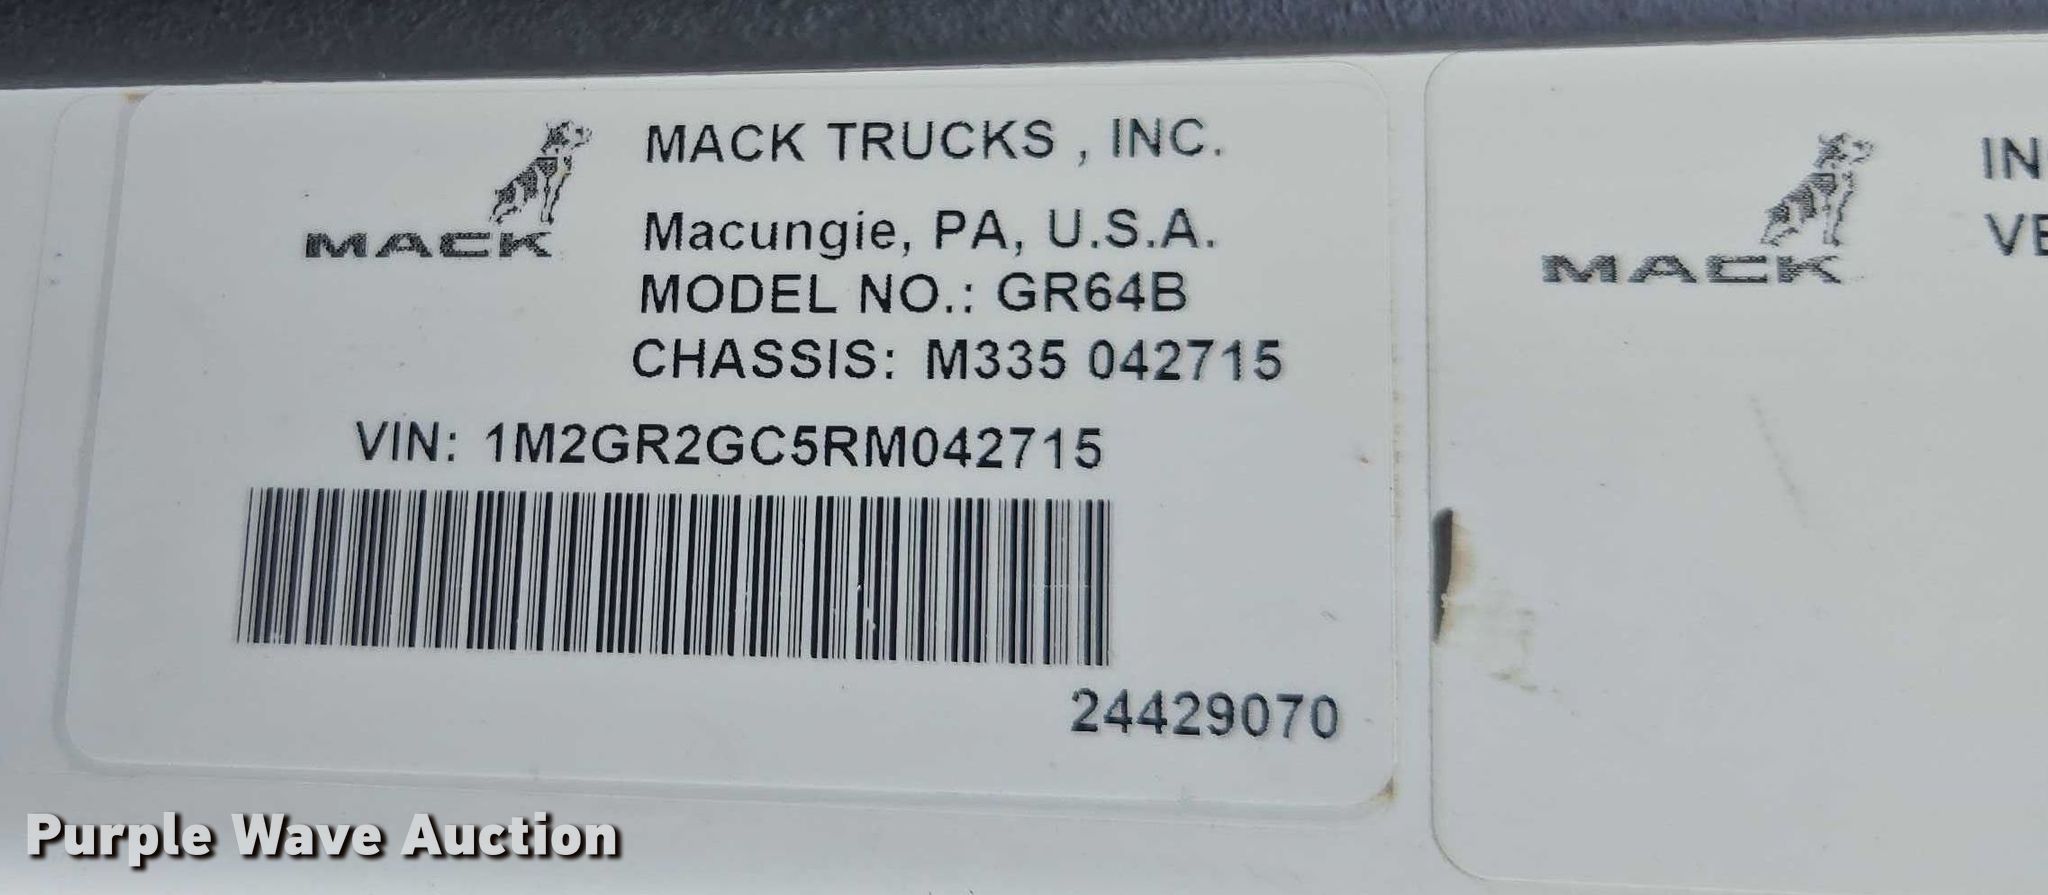 MACK
MACK TRUCKS , INC.
Macungie, PA, U.S.A.
MODEL NO.: GR64B
CHASSIS: M335 042715
VIN: 1M2GR2GC5RM042715
24429070
MACK
IN
VE
Purple Wave Auction